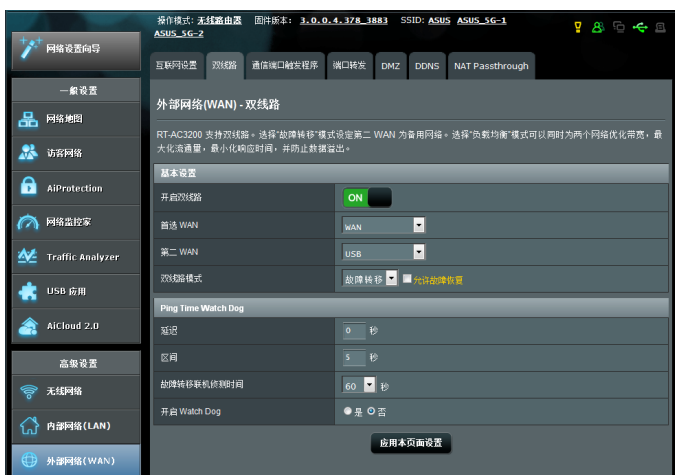 操作模式: 无线路由器 固件版本: 3.0.0.4.378_3883 SSID: ASUS ASUS_5G-1
ASUS_5G-2
网络设置向导
互联网设置 双线路 通信端口触发程序 端口转发 DMZ DDNS NAT Passthrough
一般设置
网络地图
访客网络
AiProtection
网络监控家
Traffic Analyzer
USB 应用
AiCloud 2.0
高级设置
无线网络
内部网络(LAN)
外部网络(WAN)
外部网络(WAN) - 双线路
RT-AC3200 支持双线路。选择"故障转移"模式设定第二 WAN 为备用网络。选择"负载均衡"模式可以同时为两个网络优化带宽，最
大化流通量，最小化响应时间，并防止数据溢出。
基本设置
开启双线路 ON
首选 WAN WAN
第二 WAN USB
双线路模式 故障转移 允许故障恢复
Ping Time Watch Dog
延迟 0 秒
区间 5 秒
故障转移联机侦测时间 60 秒
开启 Watch Dog 是 否
应用本页面设置